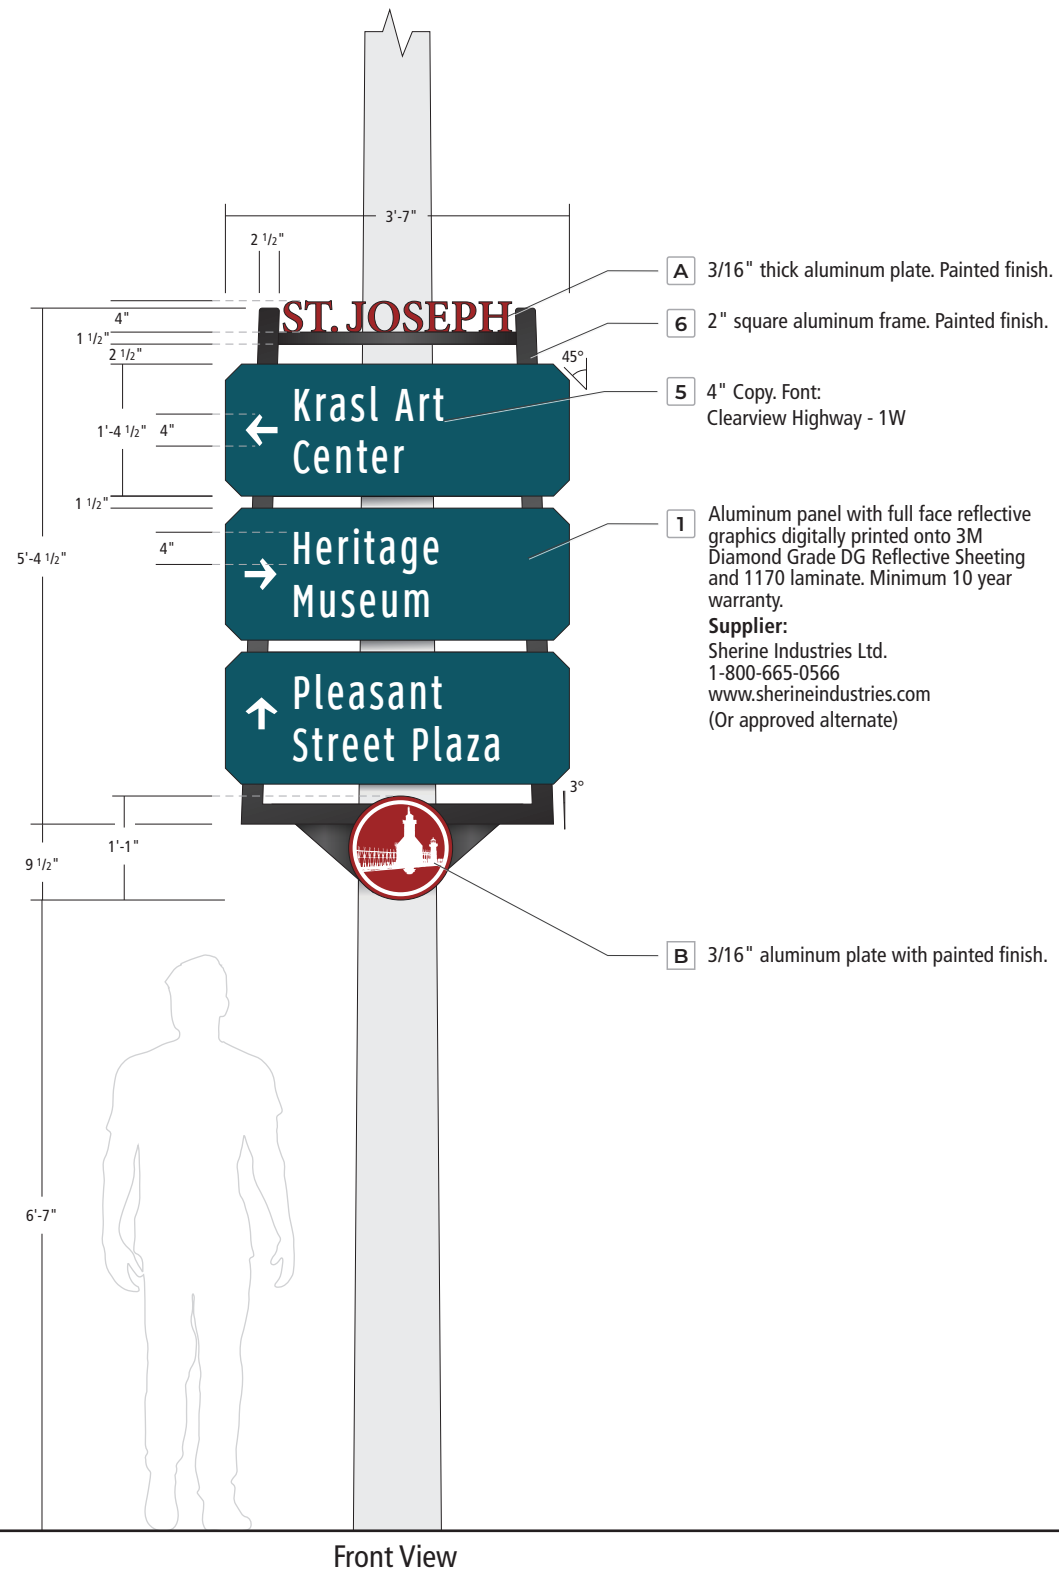 3'-7"
2 1/2"
A 3/16" thick aluminum plate. Painted finish.
ST. JOSEPH
4"
6 2" square aluminum frame. Painted finish.
1 1/2"
2 1/2"
45°
Krasl Art
Center
5 4" Copy. Font:
Clearview Highway - 1W
1'-4 1/2" 4"
1 1/2"
1 Aluminum panel with full face reflective
graphics digitally printed onto 3M
Diamond Grade DG Reflective Sheeting
and 1170 laminate. Minimum 10 year
warranty.
Supplier:
Sherine Industries Ltd.
1-800-665-0566
www.sherineindustries.com
(Or approved alternate)
4"
5'-4 1/2"
Heritage
Museum
Pleasant
Street Plaza
3°
1'-1"
9 1/2"
B 3/16" aluminum plate with painted finish.
6'-7"
Front View